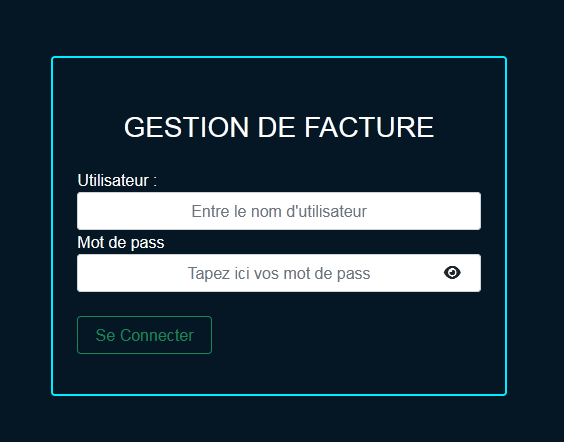 GESTION DE FACTURE
Utilisateur :
Entre le nom d'utilisateur
Mot de pass
Tapez ici vos mot de pass
Se Connecter